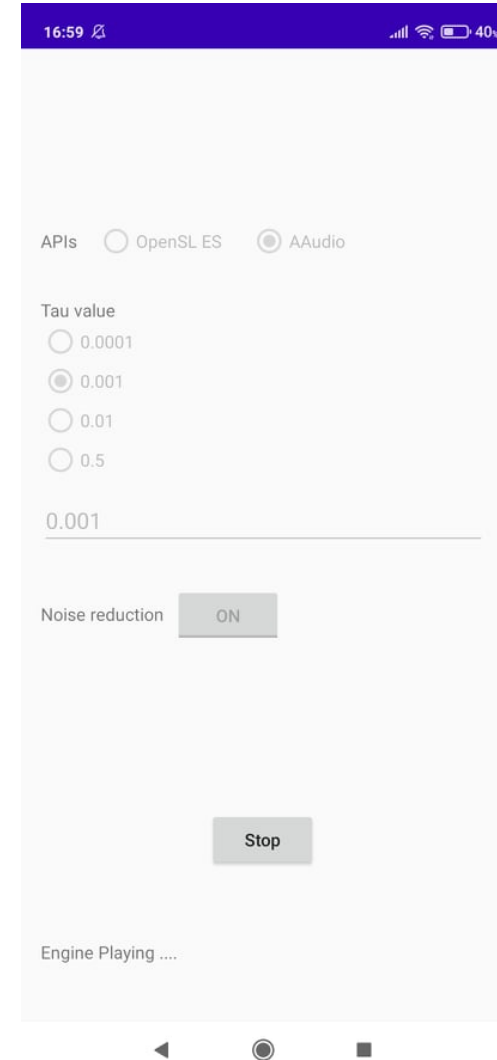 16:59 40%
APIs OpenSL ES AAudio
Tau value
0.0001
0.001
0.01
0.5
0.001
Noise reduction ON
Stop
Engine Playing ....